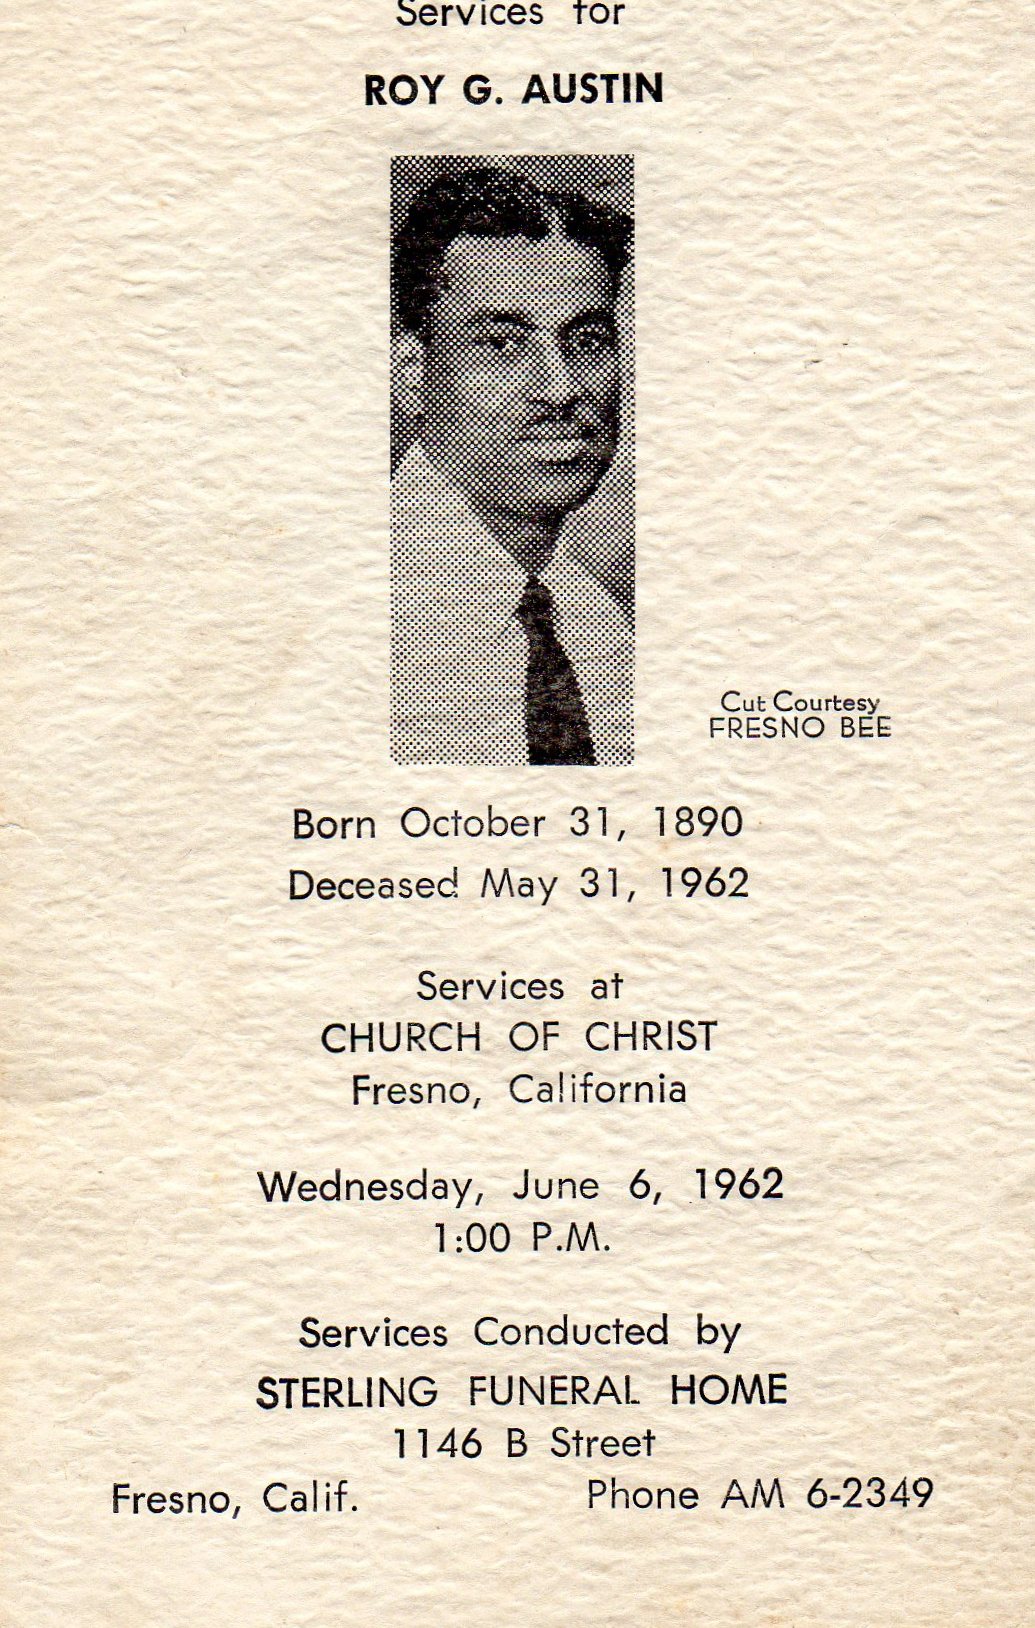 Services for
ROY G. AUSTIN
Cut Courtesy
FRESNO BEE
Born October 31, 1890
Deceased May 31, 1962
Services at
CHURCH OF CHRIST
Fresno, California
Wednesday, June 6, 1962
1:00 P.M.
Services Conducted by
STERLING FUNERAL HOME
1146 B Street
Fresno, Calif. Phone AM 6-2349